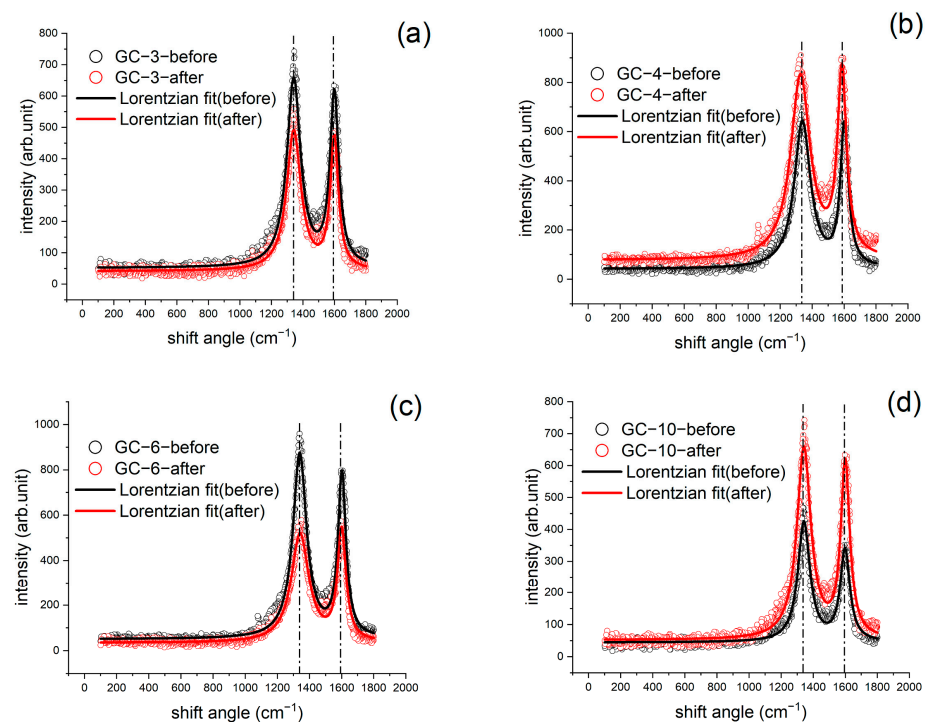 (a)
GC−3−before
GC−3−after
Lorentzian fit(before)
Lorentzian fit(after)
intensity (arb.unit)
800
700
600
500
400
300
200
100
0
0 200 400 600 800 1000 1200 1400 1600 1800 2000
shift angle (cm−1)
(b)
GC−4−before
GC−4−after
Lorentzian fit(before)
Lorentzian fit(after)
intensity (arb.unit)
1000
800
600
400
200
0
0 200 400 600 800 1000 1200 1400 1600 1800 2000
shift angle (cm−1)
(c)
GC−6−before
GC−6−after
Lorentzian fit(before)
Lorentzian fit(after)
intensity (arb.unit)
1000
800
600
400
200
0
0 200 400 600 800 1000 1200 1400 1600 1800 2000
shift angle (cm−1)
(d)
GC−10−before
GC−10−after
Lorentzian fit(before)
Lorentzian fit(after)
intensity (arb.unit)
800
700
600
500
400
300
200
100
0
0 200 400 600 800 1000 1200 1400 1600 1800 2000
shift angle (cm−1)